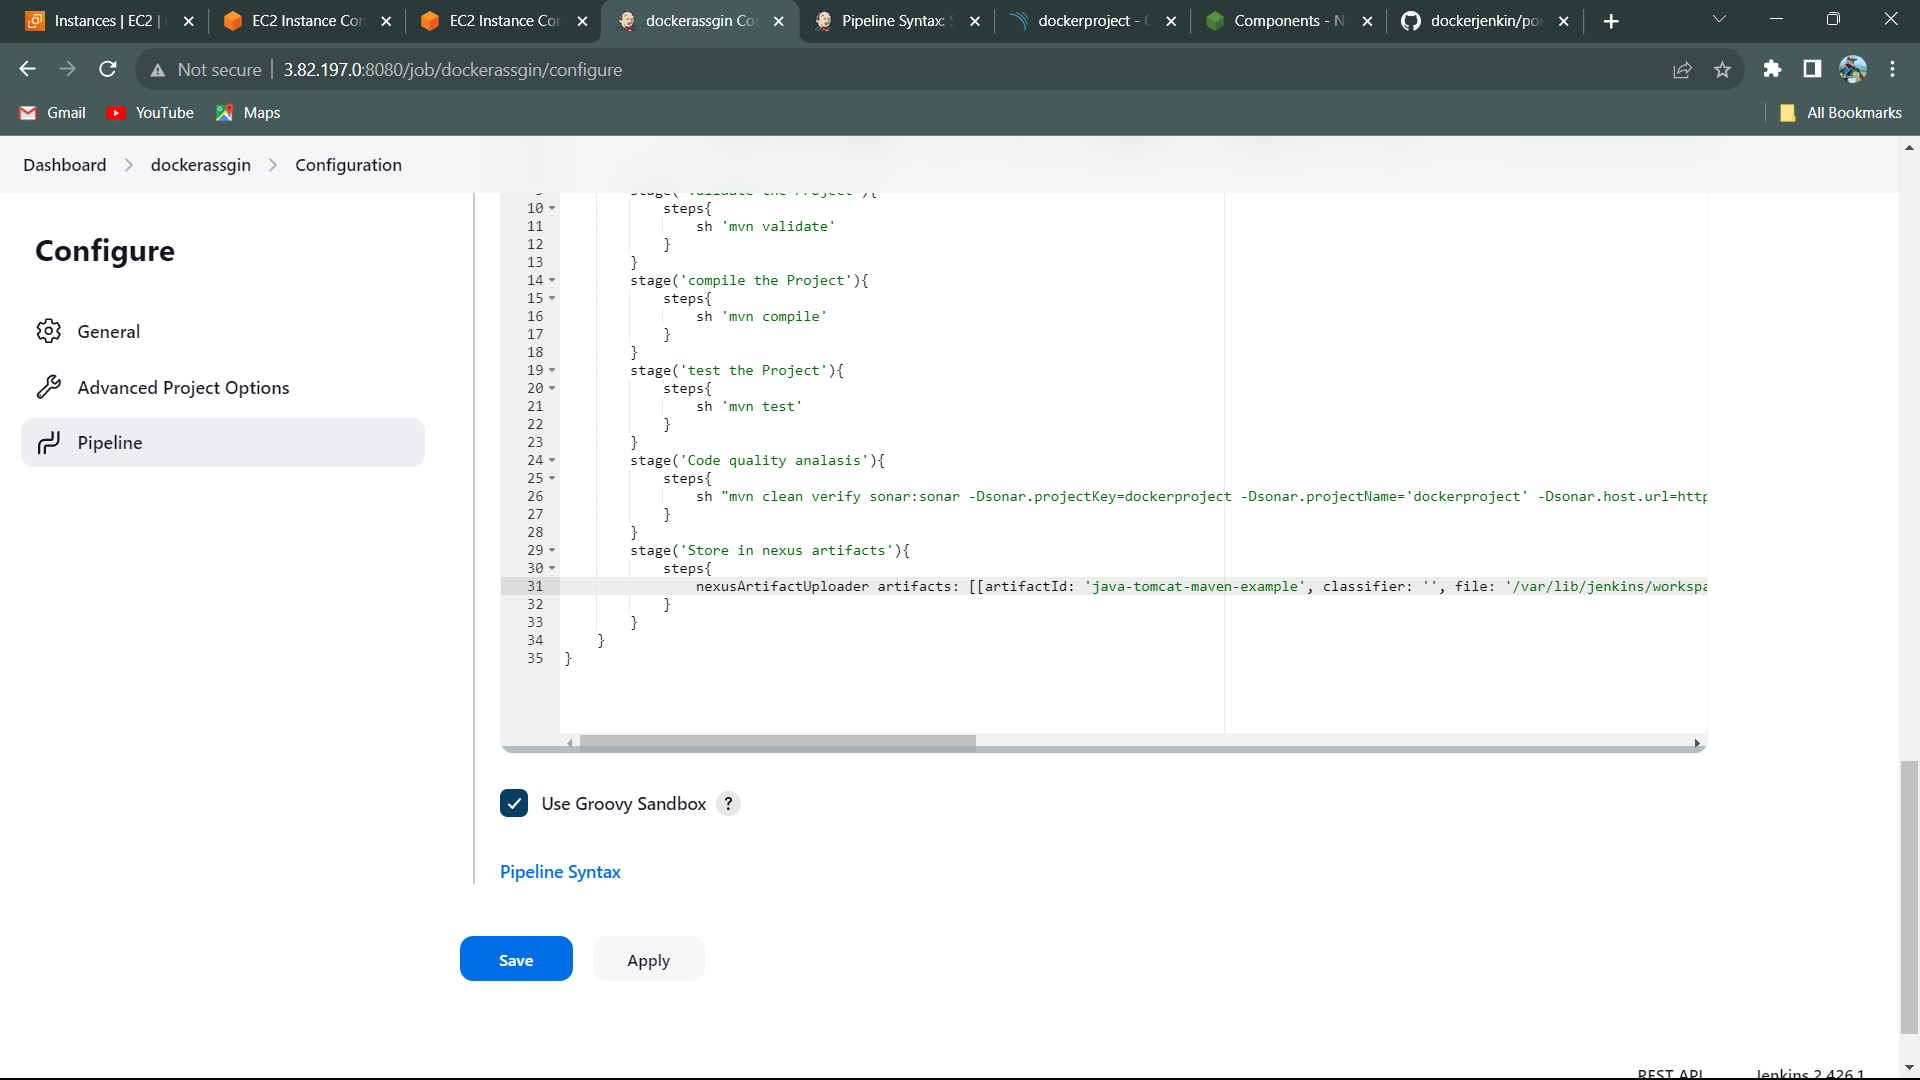 Instances | EC2 |
EC2 Instance Con
EC2 Instance Con
dockerassgin Co
Pipeline Syntax: S
dockerproject -
Components - N
dockerjenkin/po
Not secure
3.82.197.0:8080/job/dockerassgin/configure
Gmail
YouTube
Maps
All Bookmarks
Dashboard
dockerassgin
Configuration
Configure
General
Advanced Project Options
Pipeline
9 stage('Validate the Project'){
10 steps{
11 sh 'mvn validate'
12 }
13 }
14 stage('compile the Project'){
15 steps{
16 sh 'mvn compile'
17 }
18 }
19 stage('test the Project'){
20 steps{
21 sh 'mvn test'
22 }
23 }
24 stage('Code quality analasis'){
25 steps{
26 sh "mvn clean verify sonar:sonar -Dsonar.projectKey=dockerproject -Dsonar.projectName='dockerproject' -Dsonar.host.url=http
27 }
28 }
29 stage('Store in nexus artifacts'){
30 steps{
31 nexusArtifactUploader artifacts: [[artifactId: 'java-tomcat-maven-example', classifier: '', file: '/var/lib/jenkins/workspa
32 }
33 }
34 }
35 }
Use Groovy Sandbox ?
Pipeline Syntax
Save
Apply
REST API
Jenkins 2.426.1